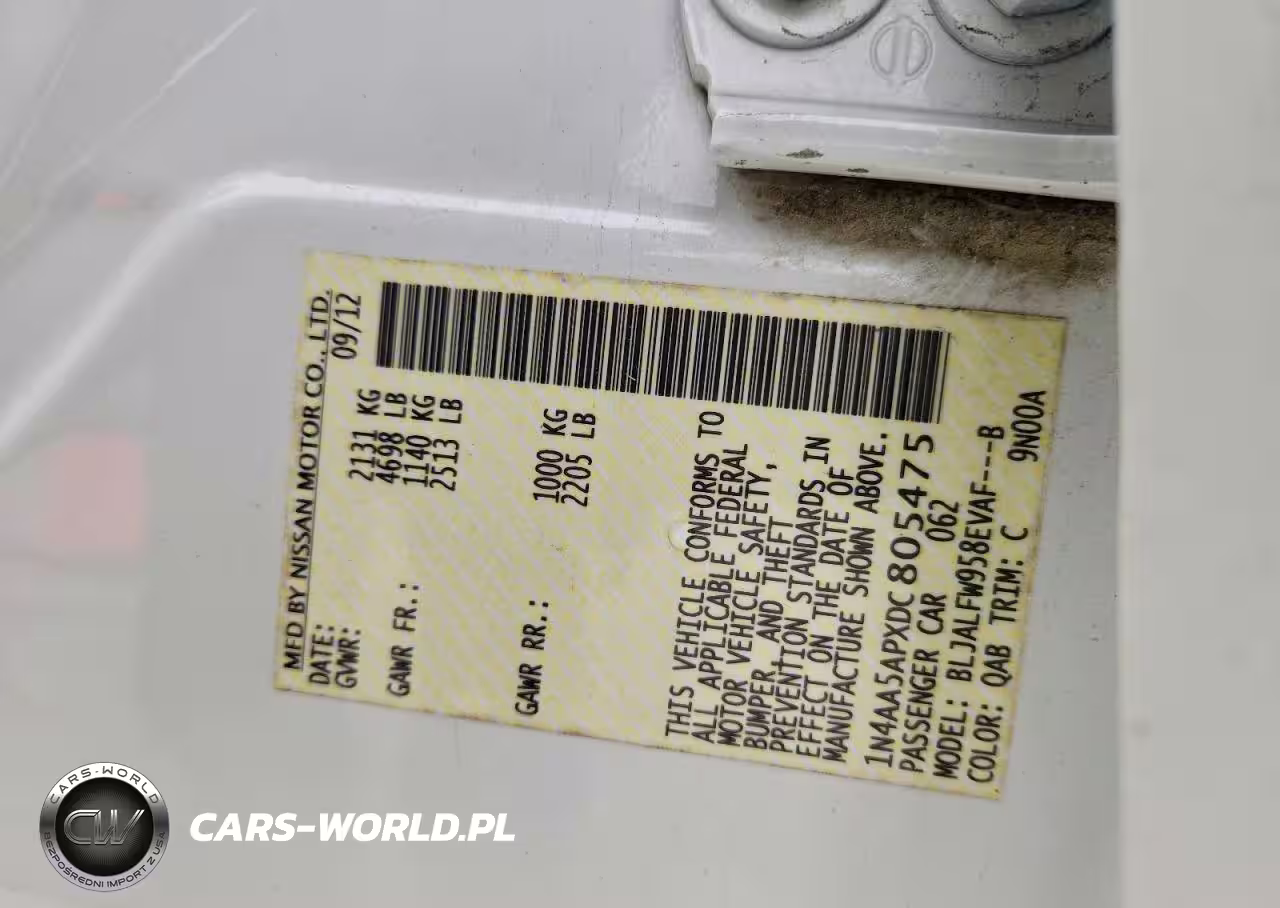 MFD BY NISSAN MOTOR CO., LTD.
DATE: 09/12
GVWR: 2131 KG
4698 LB
GAWR FR.: 1140 KG
2513 LB
GAWR RR.: 1000 KG
2205 LB
THIS VEHICLE CONFORMS TO
ALL APPLICABLE FEDERAL
MOTOR VEHICLE SAFETY,
BUMPER, AND THEFT
PREVENTION STANDARDS IN
EFFECT ON THE DATE OF
MANUFACTURE SHOWN ABOVE.
1N4AA5APXDC805475
PASSENGER CAR 062
MODEL: BLJALFW958EVAF---B
COLOR: QAB TRIM: C 9N00A
CARS-WORLD
CW
BEZPOŚREDNI IMPORT Z USA
CARS-WORLD.PL